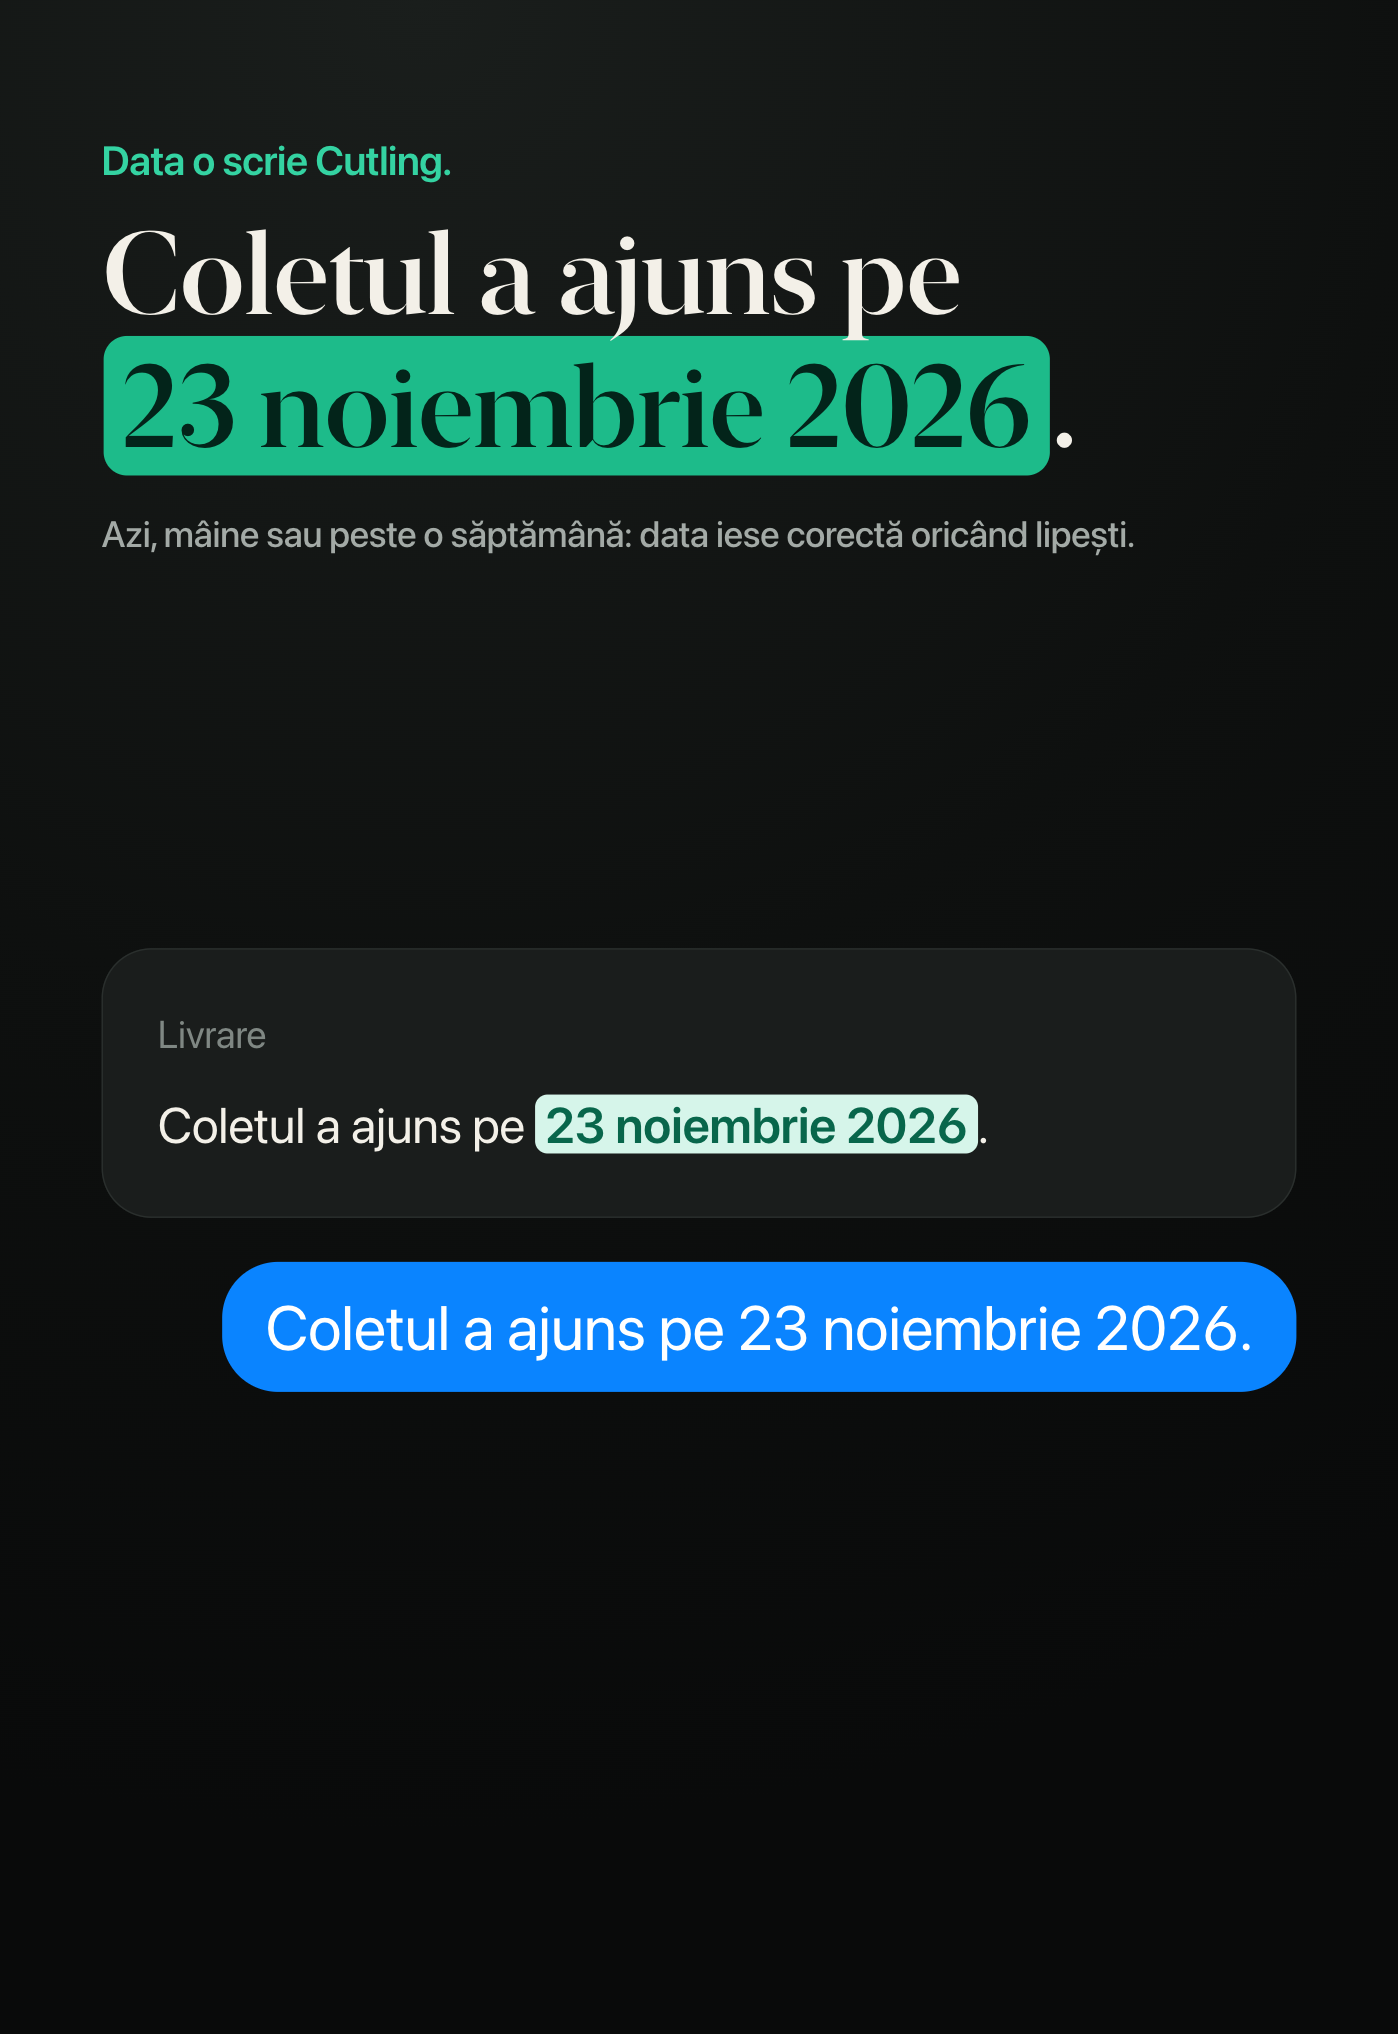 Data o scrie Cutling.
Coletul a ajuns pe
23 noiembrie 2026.
Azi, mâine sau peste o săptămână: data iese corectă oricând lipești.
Livrare
Coletul a ajuns pe 23 noiembrie 2026.
Coletul a ajuns pe 23 noiembrie 2026.